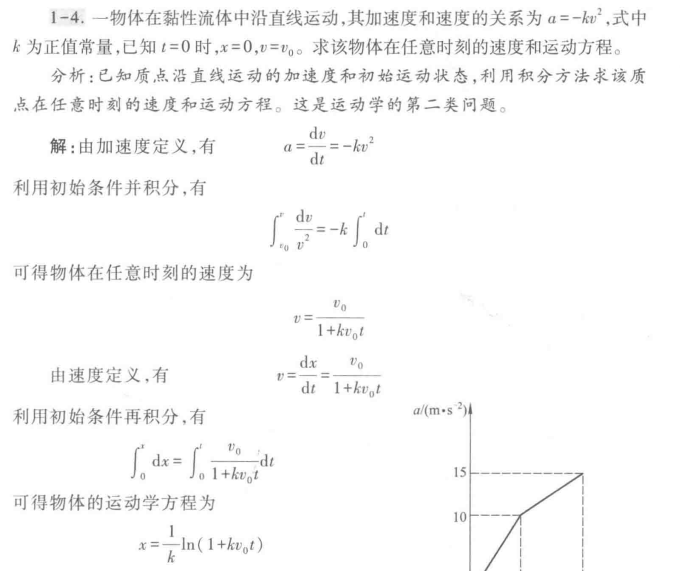 1-4. 一物体在黏性流体中沿直线运动,其加速度和速度的关系为 a=-kv²,式中
k 为正值常量,已知 t=0 时,x=0,v=v₀。求该物体在任意时刻的速度和运动方程。
分析:已知质点沿直线运动的加速度和初始运动状态,利用积分方法求该质
点在任意时刻的速度和运动方程。这是运动学的第二类问题。
解:由加速度定义,有 a=dv/dt=-kv²
利用初始条件并积分,有
∫_{v₀}^{v} dv/v²=-k∫_{0}^{t} dt
可得物体在任意时刻的速度为
v=v₀/(1+kv₀t)
由速度定义,有 v=dx/dt=v₀/(1+kv₀t)
利用初始条件再积分,有
∫_{0}^{x} dx=∫_{0}^{t} v₀/(1+kv₀t) dt
可得物体的运动学方程为
x=1/k ln(1+kv₀t)
a/(m·s⁻²)
15
10